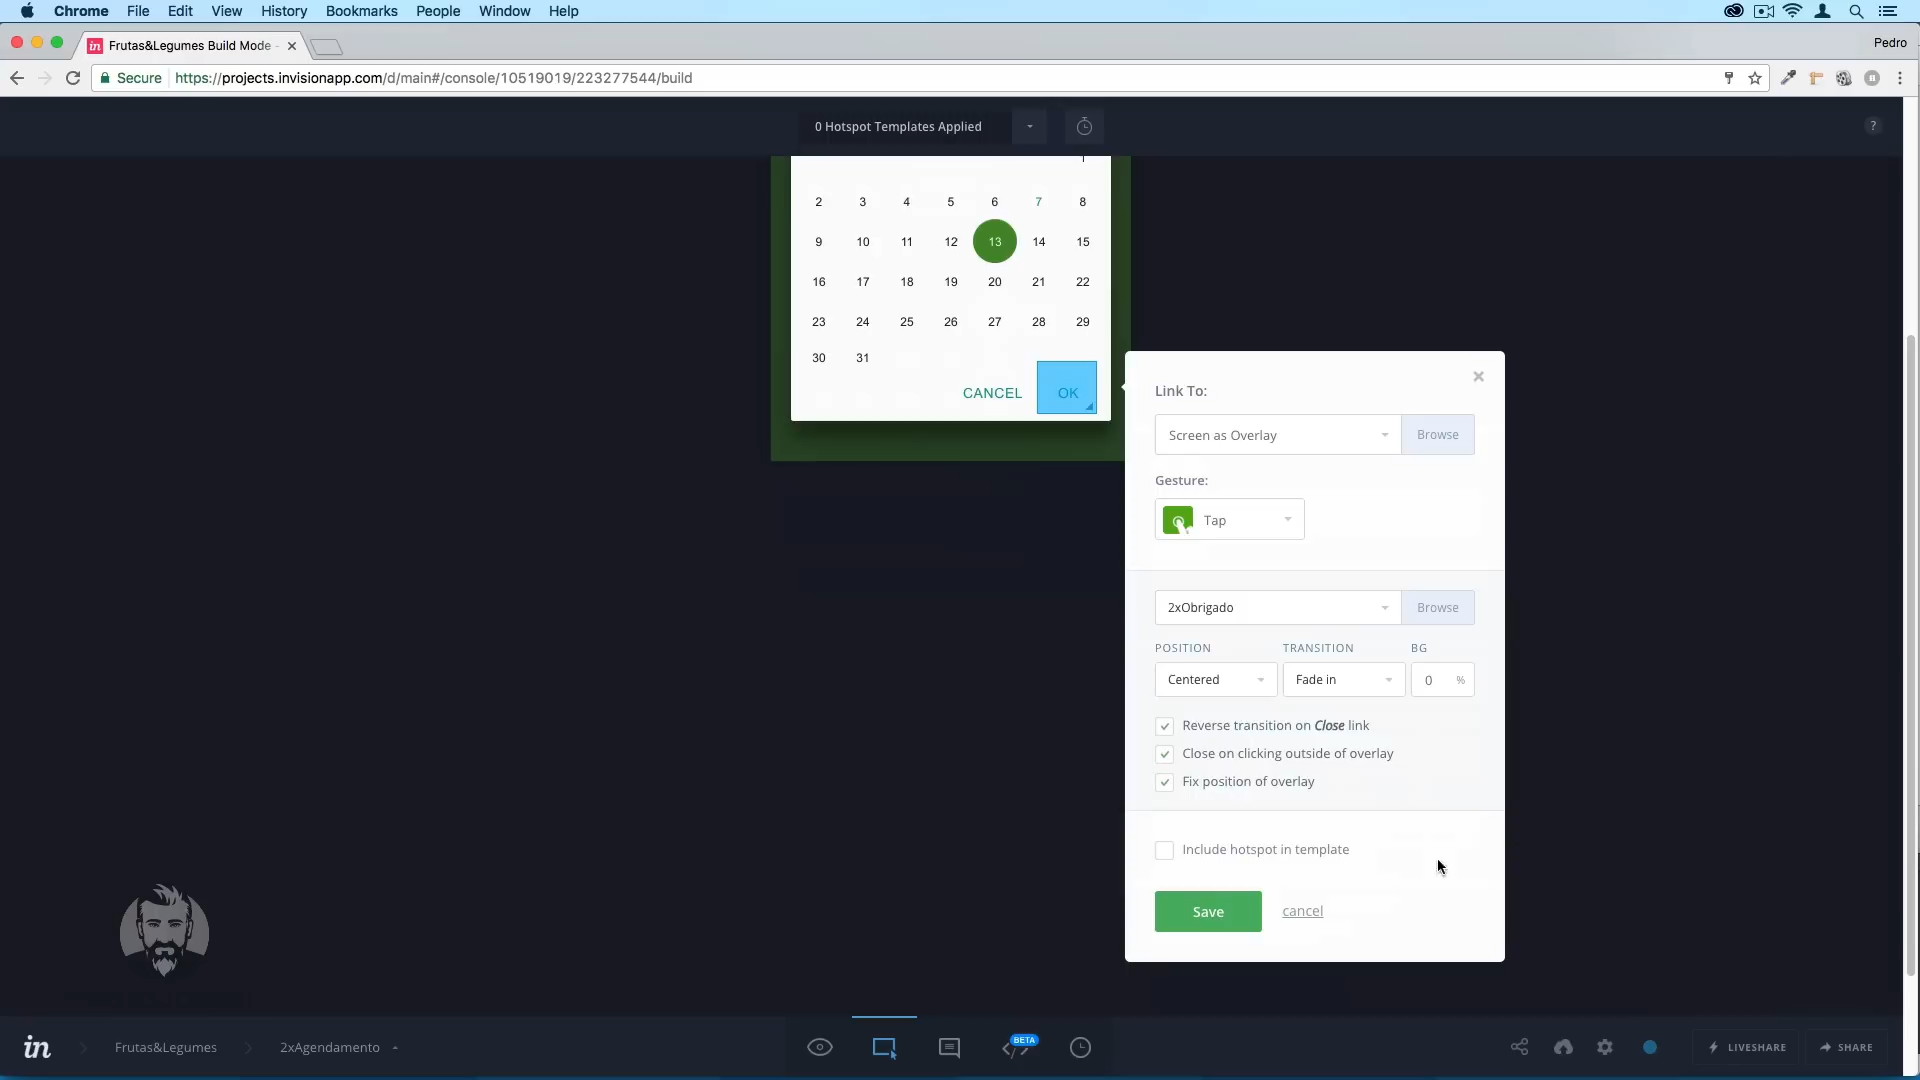 Chrome File Edit View History Bookmarks People Window Help
Frutas&Legumes Build Mode -
Pedro
Secure https://projects.invisionapp.com/d/main#/console/10519019/223277544/build
0 Hotspot Templates Applied
?
1
2 3 4 5 6 7 8
9 10 11 12 13 14 15
16 17 18 19 20 21 22
23 24 25 26 27 28 29
30 31
CANCEL OK
Link To:
Screen as Overlay Browse
Gesture:
Tap
2xObrigado Browse
POSITION TRANSITION BG
Centered Fade in 0 %
Reverse transition on Close link
Close on clicking outside of overlay
Fix position of overlay
Include hotspot in template
Save cancel
in Frutas&Legumes 2xAgendamento BETA LIVESHARE SHARE